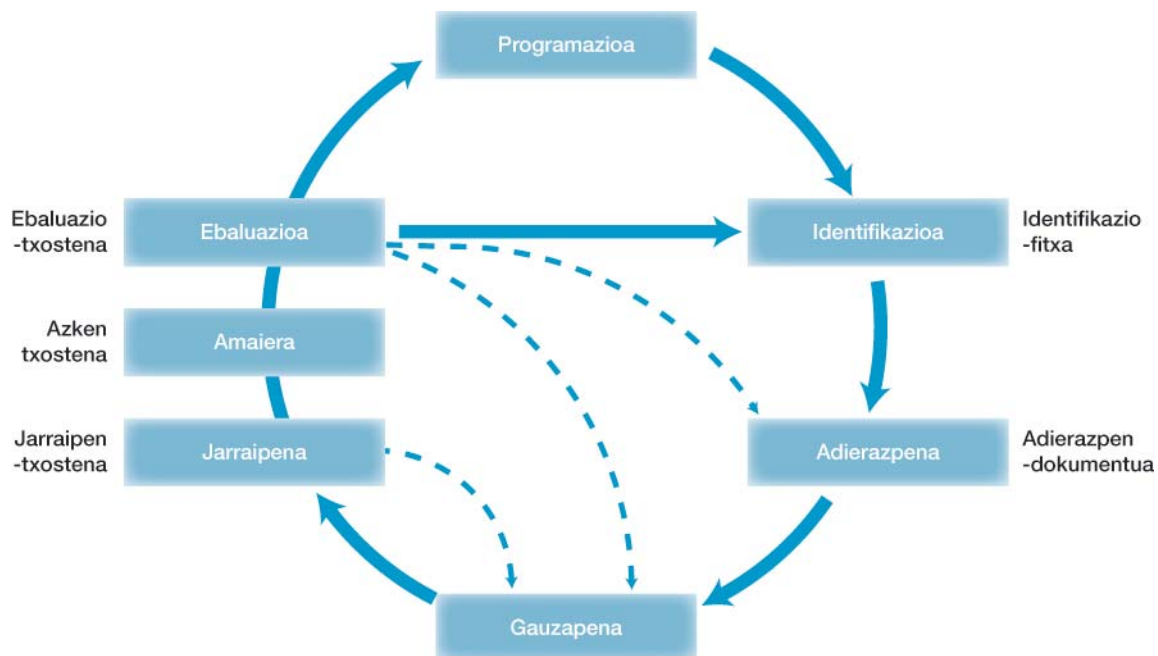 Programazioa
Ebaluazio
-txostena
Ebaluazioa
Identifikazioa
Identifikazio
-fitxa
Azken
txostena
Amaiera
Jarraipen
-txostena
Jarraipena
Adierazpena
Adierazpen
-dokumentua
Gauzapena